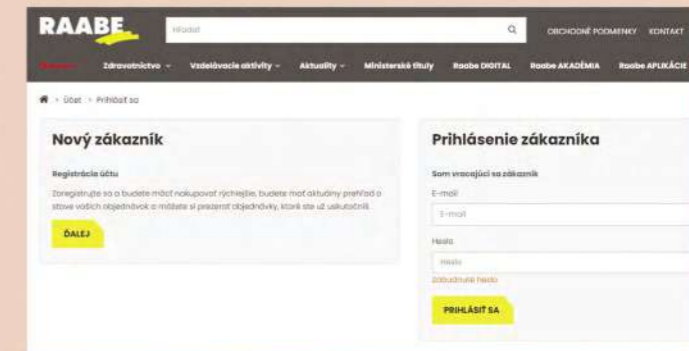 RAABE
Hľadať
OBCHODNÉ PODMIENKY KONTAKT
Zdravotníctvo Vzdelávacie aktivity Aktuality Ministerské tituly Raabe DIGITAL Raabe AKADÉMIA Raabe APLIKÁCIE
> Účet > Prihlásiť sa
Nový zákazník
Registrácia účtu
Zaregistrujte sa a budete môcť nakupovať rýchlejšie, budete mať aktuálny prehľad o
stave vašich objednávok a môžete si prezerať objednávky, ktoré ste už uskutočnili.
ĎALEJ
Prihlásenie zákazníka
Som vracajúci sa zákazník
E-mail
E-mail
Heslo
Heslo
Zabudnuté heslo
PRIHLÁSIŤ SA